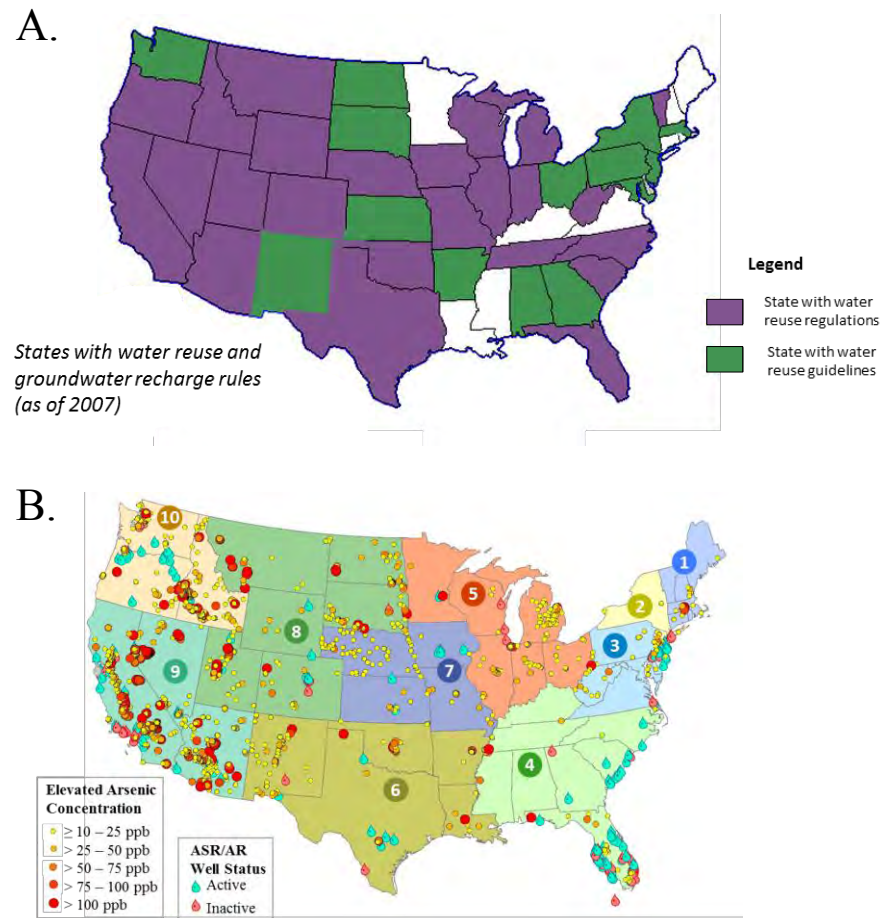 A.
Legend
State with water
reuse regulations
State with water
reuse guidelines
States with water reuse and
groundwater recharge rules
(as of 2007)
B.
10
1
2
5
3
8
7
9
4
6
Elevated Arsenic
Concentration
≥ 10 – 25 ppb
> 25 – 50 ppb
> 50 – 75 ppb
> 75 – 100 ppb
> 100 ppb
ASR/AR
Well Status
Active
Inactive